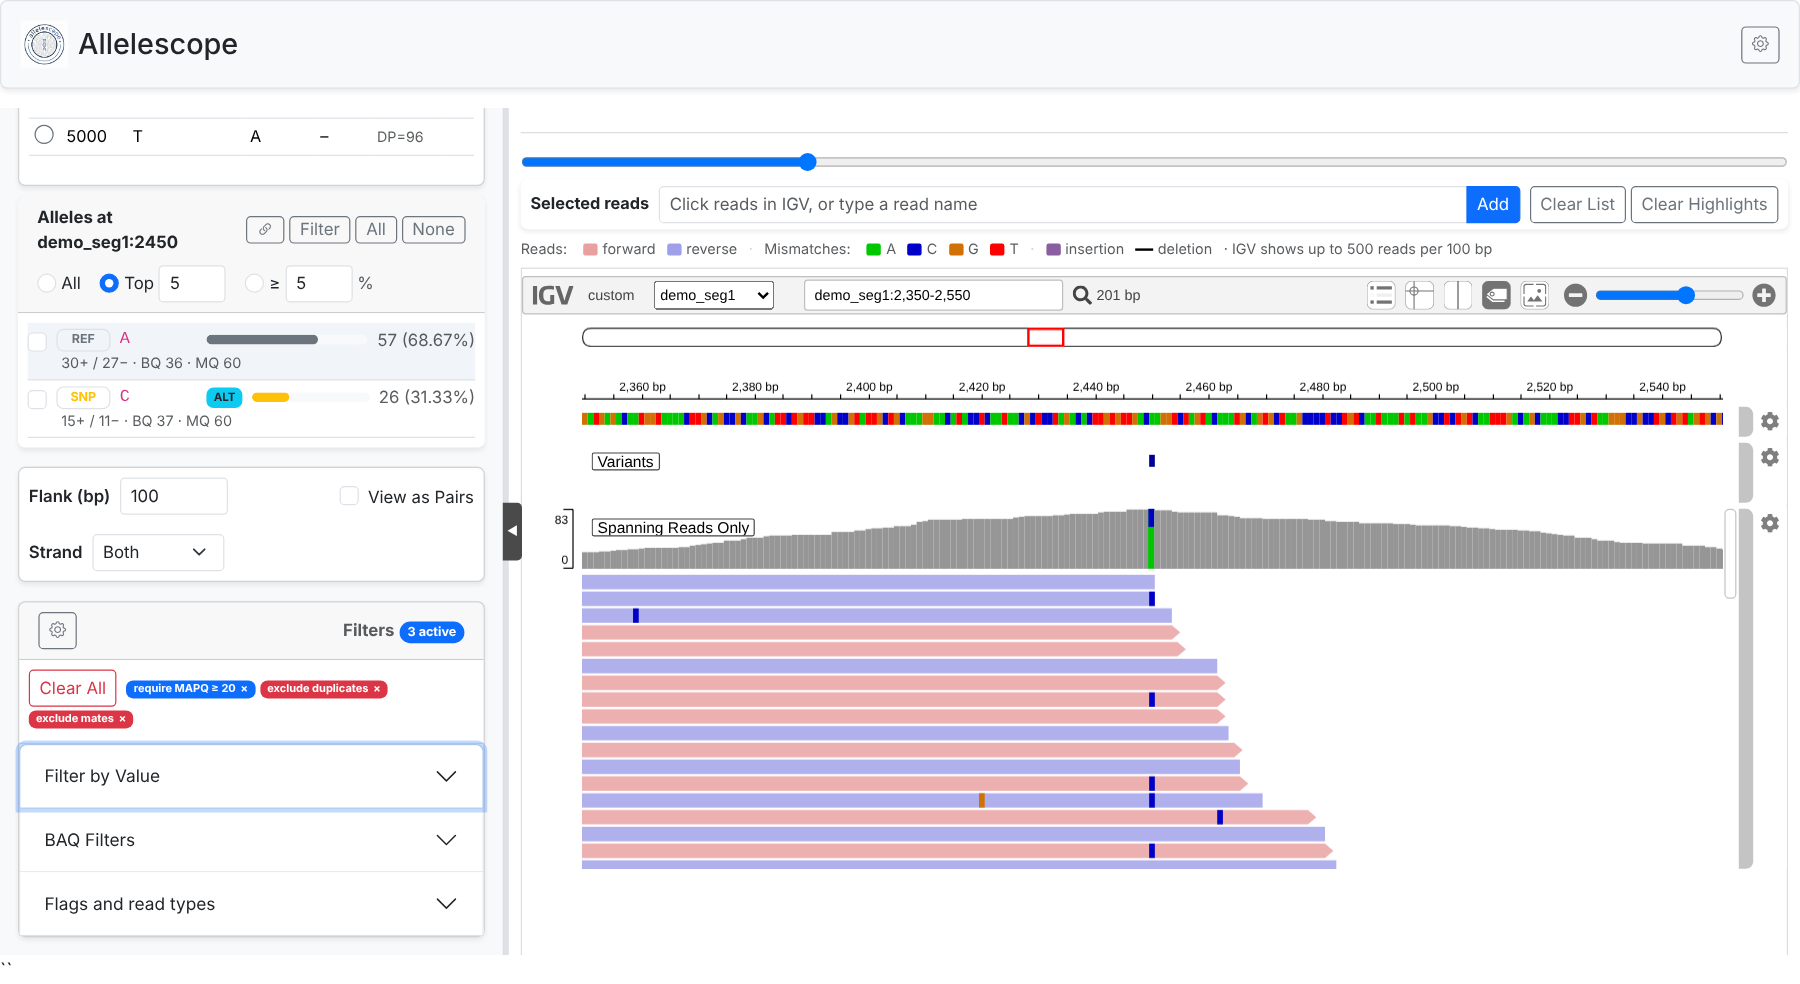 Allelescope
5000 T A – DP=96
Alleles at
demo_seg1:2450
Filter All None
All Top 5 ≥ 5 %
REF A 57 (68.67%)
30+ / 27− · BQ 36 · MQ 60
SNP C ALT 26 (31.33%)
15+ / 11− · BQ 37 · MQ 60
Flank (bp) 100 View as Pairs
Strand Both
Filters 3 active
Clear All require MAPQ ≥ 20 × exclude duplicates ×
exclude mates ×
Filter by Value
BAQ Filters
Flags and read types
``
Selected reads Click reads in IGV, or type a read name Add Clear List Clear Highlights
Reads: forward reverse · Mismatches: A C G T · insertion deletion · IGV shows up to 500 reads per 100 bp
IGV custom demo_seg1 demo_seg1:2,350-2,550 201 bp
2,360 bp 2,380 bp 2,400 bp 2,420 bp 2,440 bp 2,460 bp 2,480 bp 2,500 bp 2,520 bp 2,540 bp
Variants
83
Spanning Reads Only
0